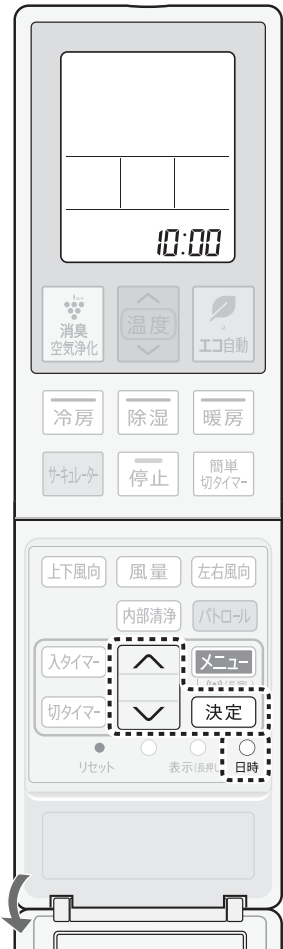 10:00
消臭
空気浄化
温度
エコ自動
冷房
除湿
暖房
サーキュレーター
停止
簡単
切タイマー
上下風向
風量
左右風向
内部清浄
パトロール
入タイマー
メニュー
切タイマー
決定
リセット
表示(長押し)
日時